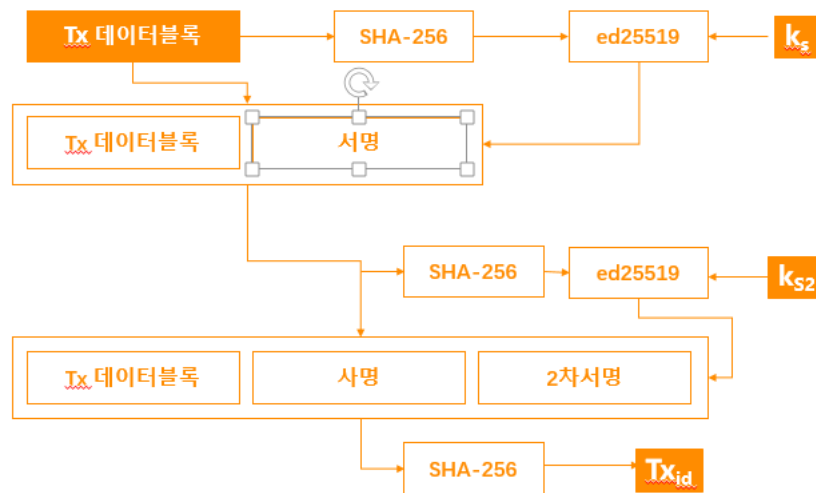 Tx 데이터블록
SHA-256
ed25519
ks
Tx 데이터블록
서명
SHA-256
ed25519
kS2
Tx 데이터블록
사명
2차서명
SHA-256
Txid